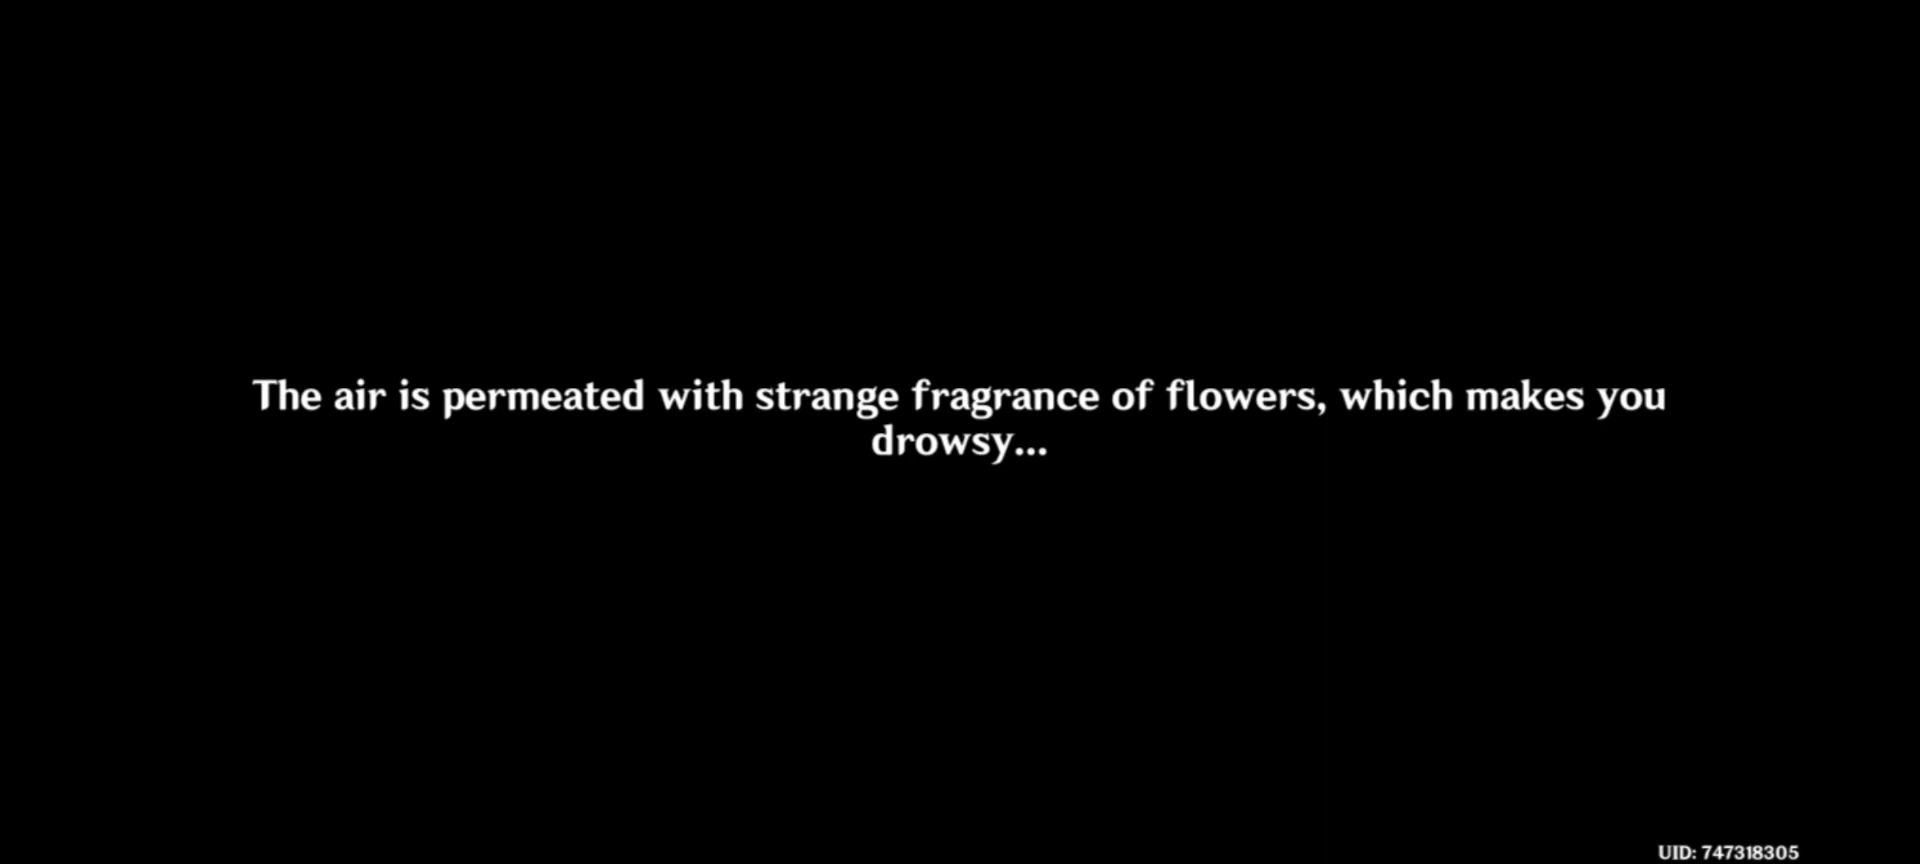 The air is permeated with strange fragrance of flowers, which makes you
drowsy...
UID: 747318305